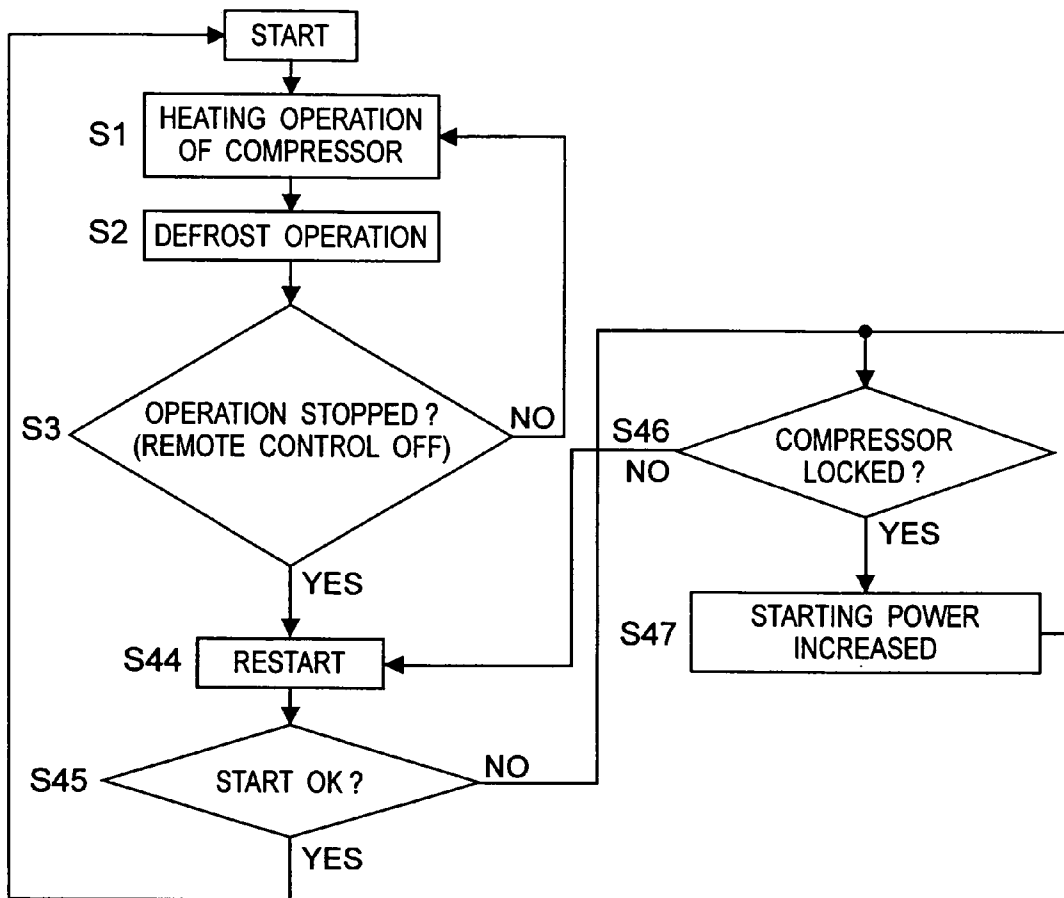 START
S1
HEATING OPERATION
OF COMPRESSOR
S2
DEFROST OPERATION
S3
OPERATION STOPPED ?
(REMOTE CONTROL OFF)
NO
YES
S44
RESTART
S45
START OK ?
NO
YES
S46
NO
COMPRESSOR
LOCKED ?
YES
S47
STARTING POWER
INCREASED